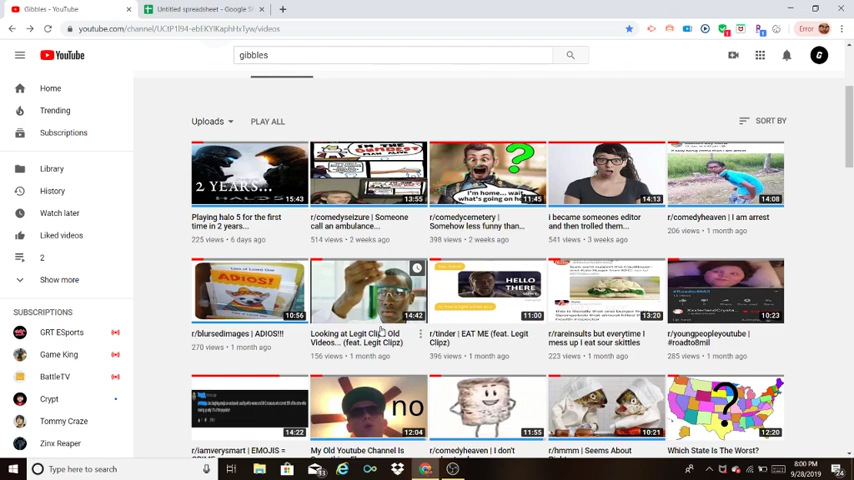 Gibbles
Untitled spreadsheet - Google S
youtube.com/channel/UCtP1I94-ebEKYIKaphHxTyw/videos
Error
YouTube
gibbles
G
Home
Trending
Subscriptions
Library
History
Watch later
Liked videos
2
Show more
SUBSCRIPTIONS
GRT ESports
Game King
BattleTV
Crypt
Tommy Craze
Zinx Reaper
Uploads
PLAY ALL
SORT BY
2 YEARS...
15:43
13:55
I'm home... wait, what's going on he
11:45
14:13
14:08
Playing halo 5 for the first
time in 2 years...
225 views • 6 days ago
r/comedyseizure | Someone
call an ambulance...
514 views • 2 weeks ago
r/comedycemetery |
Somehow less funny than...
398 views • 2 weeks ago
i became someones editor
and then trolled them...
541 views • 3 weeks ago
r/comedyheaven | I am arrest
206 views • 1 month ago
ADIOS!
10:56
14:42
HELLO
THERE
11:00
13:20
10:23
r/blursedimages | ADIOS!!!
270 views • 1 month ago
Looking at Legit Clipz Old
Videos... (feat. Legit Clipz)
156 views • 1 month ago
r/tinder | EAT ME (feat. Legit
Clipz)
396 views • 1 month ago
r/rareinsults but everytime I
mess up I eat sour skittles
223 views • 1 month ago
r/youngpeopleyoutube |
#roadto8mil
285 views • 1 month ago
14:22
no
12:04
11:55
10:21
?
12:20
r/iamverysmart | EMOJIS =
My Old Youtube Channel Is
r/comedyheaven | I don't
r/hmmm | Seems About
Which State Is The Worst?
Type here to search
8:00 PM
9/28/2019
24